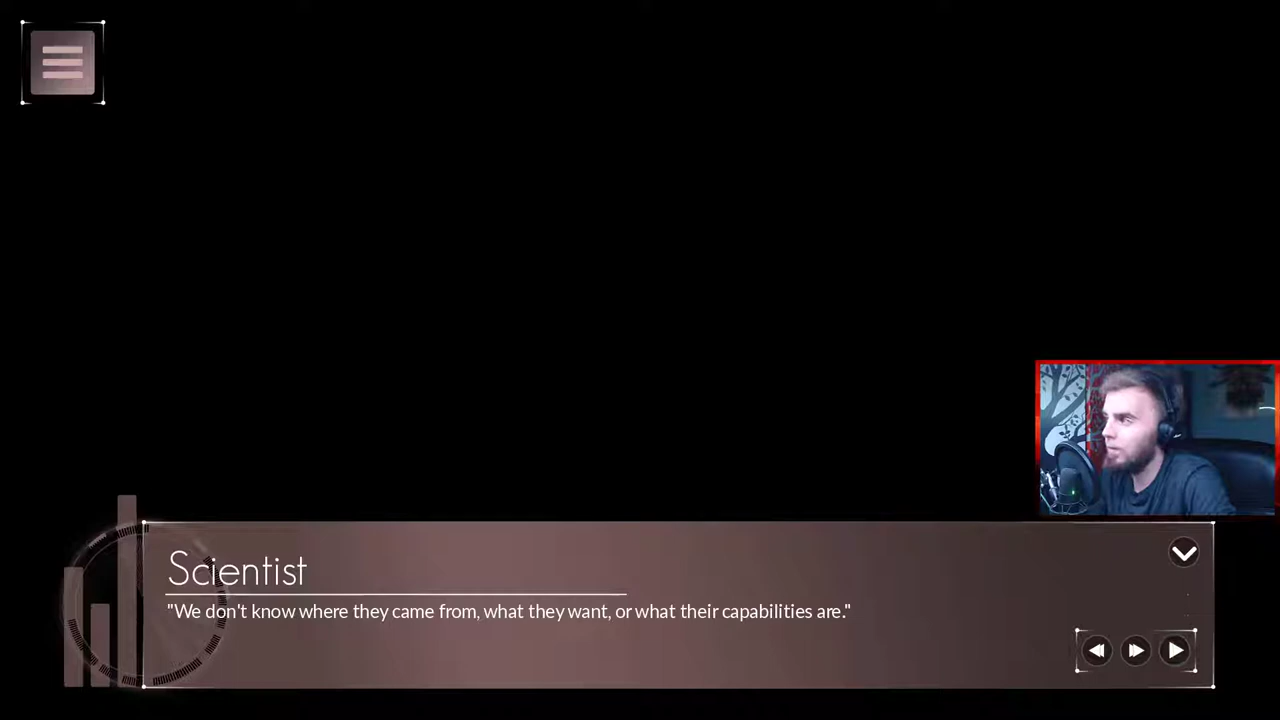 Scientist
"We don't know where they came from, what they want, or what their capabilities are."